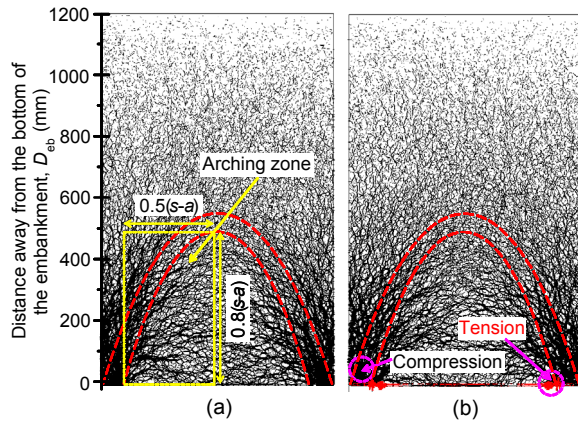 Distance away from the bottom of
the embankment, Deb (mm)
1200
1000
800
600
400
200
0
Arching zone
0.5(s-a)
0.8(s-a)
(a)
Tension
Compression
(b)